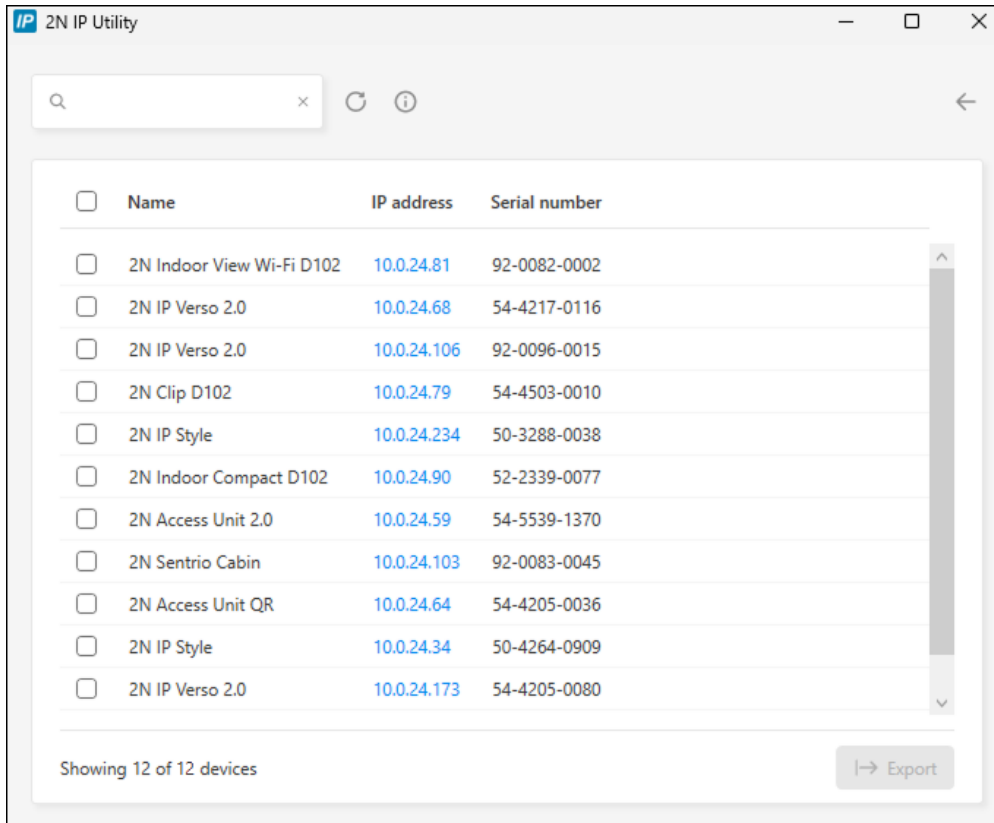 IP 2N IP Utility
Name IP address Serial number
2N Indoor View Wi-Fi D102 10.0.24.81 92-0082-0002
2N IP Verso 2.0 10.0.24.68 54-4217-0116
2N IP Verso 2.0 10.0.24.106 92-0096-0015
2N Clip D102 10.0.24.79 54-4503-0010
2N IP Style 10.0.24.234 50-3288-0038
2N Indoor Compact D102 10.0.24.90 52-2339-0077
2N Access Unit 2.0 10.0.24.59 54-5539-1370
2N Sentrio Cabin 10.0.24.103 92-0083-0045
2N Access Unit QR 10.0.24.64 54-4205-0036
2N IP Style 10.0.24.34 50-4264-0909
2N IP Verso 2.0 10.0.24.173 54-4205-0080
Showing 12 of 12 devices Export